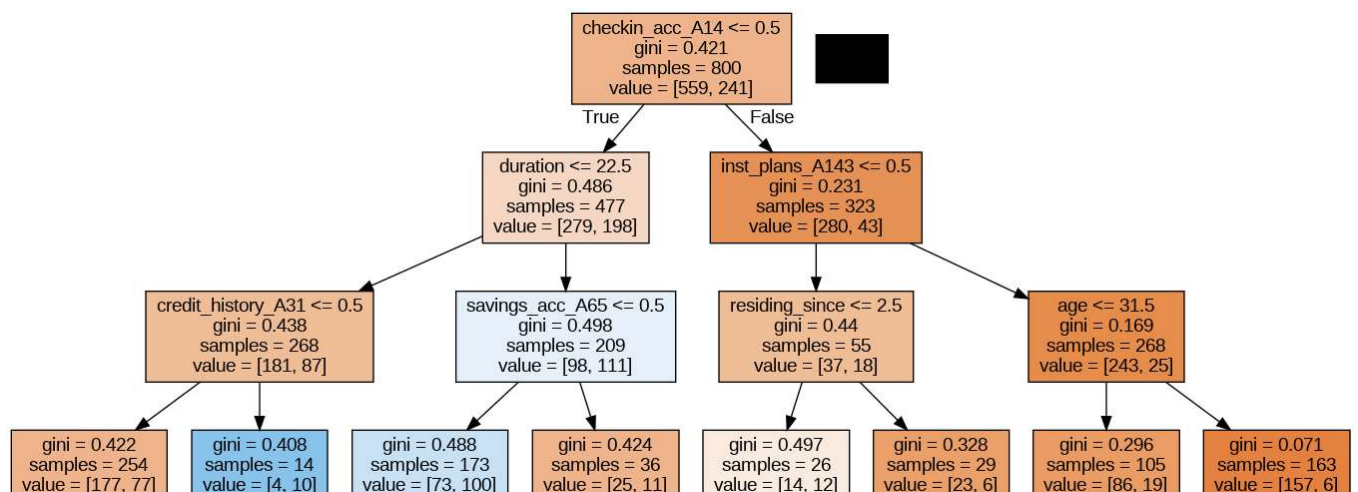 checkin_acc_A14 <= 0.5
gini = 0.421
samples = 800
value = [559, 241]
True
False
duration <= 22.5
gini = 0.486
samples = 477
value = [279, 198]
inst_plans_A143 <= 0.5
gini = 0.231
samples = 323
value = [280, 43]
credit_history_A31 <= 0.5
gini = 0.438
samples = 268
value = [181, 87]
savings_acc_A65 <= 0.5
gini = 0.498
samples = 209
value = [98, 111]
residing_since <= 2.5
gini = 0.44
samples = 55
value = [37, 18]
age <= 31.5
gini = 0.169
samples = 268
value = [243, 25]
gini = 0.422
samples = 254
value = [177, 77]
gini = 0.408
samples = 14
value = [4, 10]
gini = 0.488
samples = 173
value = [73, 100]
gini = 0.424
samples = 36
value = [25, 11]
gini = 0.497
samples = 26
value = [14, 12]
gini = 0.328
samples = 29
value = [23, 6]
gini = 0.296
samples = 105
value = [86, 19]
gini = 0.071
samples = 163
value = [157, 6]